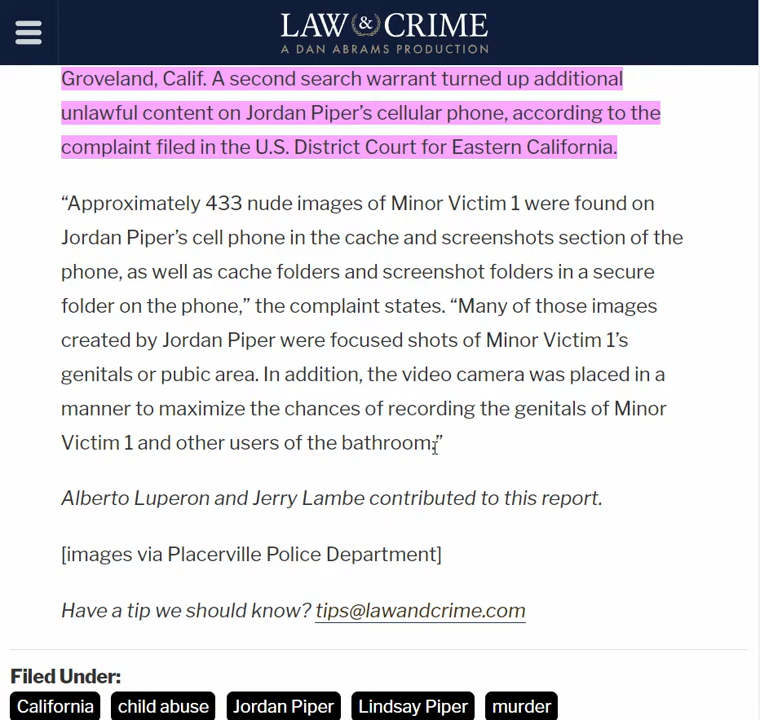 LAW & CRIME
A DAN ABRAMS PRODUCTION
Groveland, Calif. A second search warrant turned up additional
unlawful content on Jordan Piper’s cellular phone, according to the
complaint filed in the U.S. District Court for Eastern California.
“Approximately 433 nude images of Minor Victim 1 were found on
Jordan Piper’s cell phone in the cache and screenshots section of the
phone, as well as cache folders and screenshot folders in a secure
folder on the phone,” the complaint states. “Many of those images
created by Jordan Piper were focused shots of Minor Victim 1’s
genitals or pubic area. In addition, the video camera was placed in a
manner to maximize the chances of recording the genitals of Minor
Victim 1 and other users of the bathroom.”
Alberto Luperon and Jerry Lambe contributed to this report.
[images via Placerville Police Department]
Have a tip we should know? tips@lawandcrime.com
Filed Under:
California child abuse Jordan Piper Lindsay Piper murder